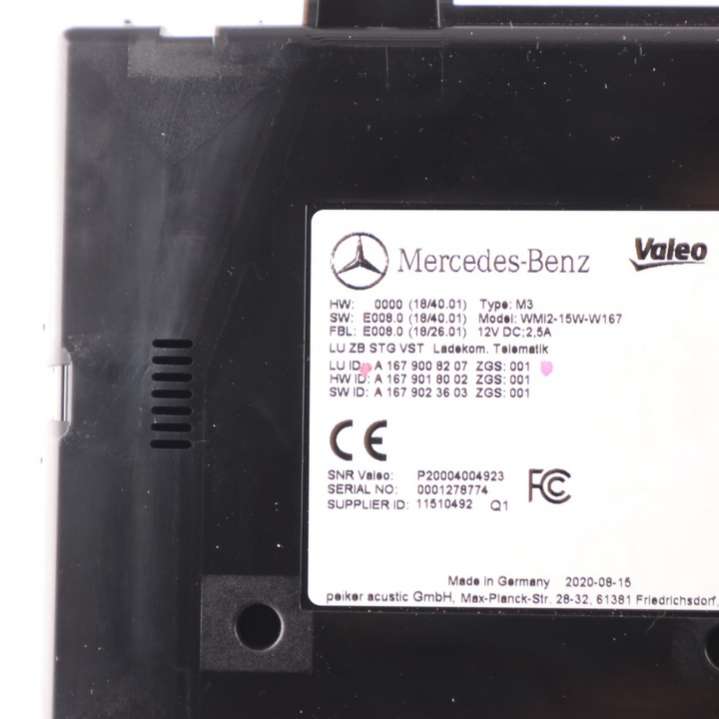 Mercedes-Benz Valeo
HW: 0000 (18/40.01) Type: M3
SW: E008.0 (18/40.01) Model: WMI2-15W-W167
FBL: E008.0 (18/26.01) 12V DC;2,5A
LU ZB STG VST Ladekom. Telematik
LU ID: A 167 900 82 07 ZGS: 001
HW ID: A 167 901 80 02 ZGS: 001
SW ID: A 167 902 36 03 ZGS: 001
CE
SNR Valeo: P20004004923
SERIAL NO: 0001278774
SUPPLIER ID: 11510492 Q1
FC
Made in Germany 2020-08-15
peiker acustic GmbH, Max-Planck-Str. 28-32, 61381 Friedrichsdorf,